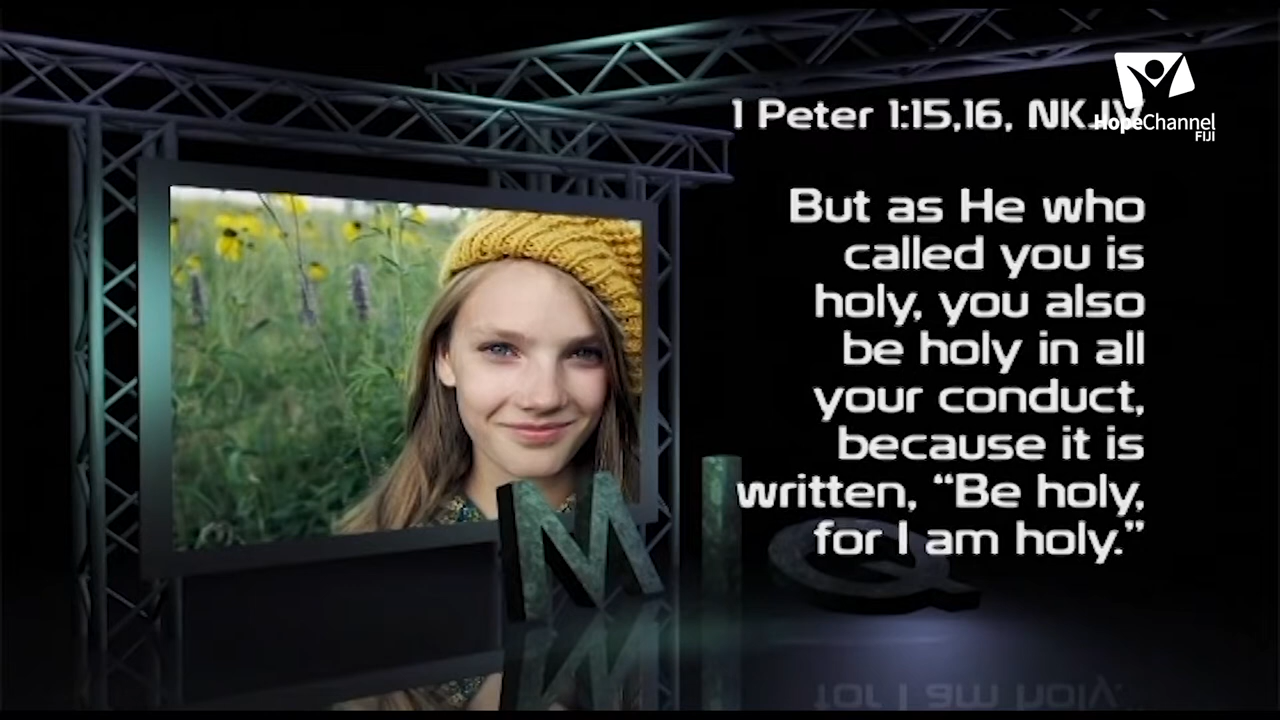 1 Peter 1:15,16, NKJV
HopeChannel
FIJI
But as He who
called you is
holy, you also
be holy in all
your conduct,
because it is
written, “Be holy,
for I am holy.”
M I Q